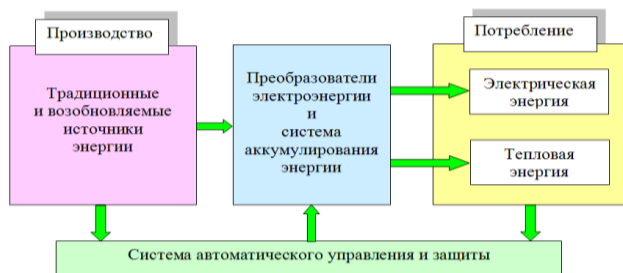 Производство
Традиционные
и возобновляемые
источники
энергии
Преобразователи
электроэнергии
и
система
аккумулирования
энергии
Потребление
Электрическая
энергия
Тепловая
энергия
Система автоматического управления и защиты